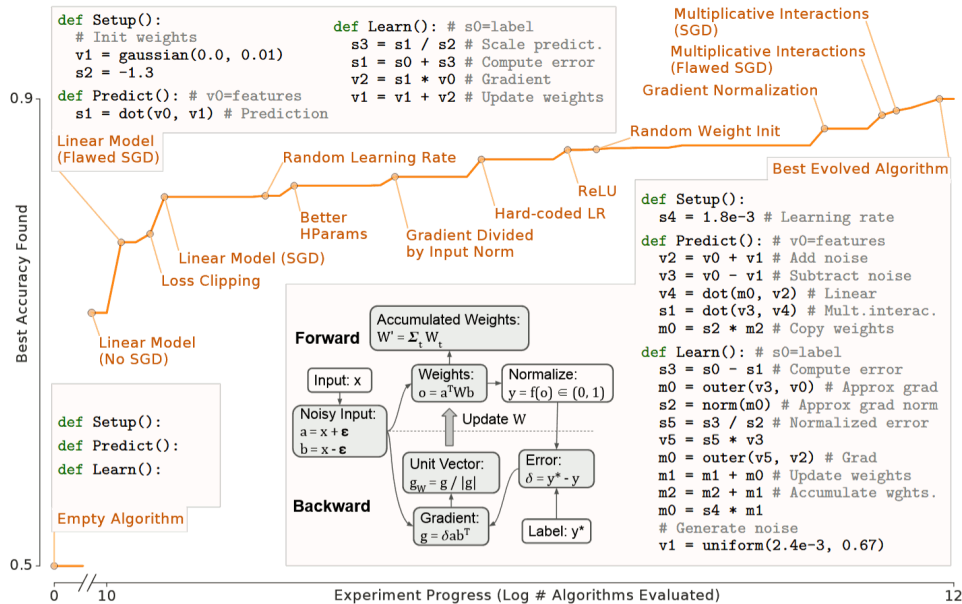 def Setup():
# Init weights
v1 = gaussian(0.0, 0.01)
s2 = -1.3
def Predict(): # v0=features
s1 = dot(v0, v1) # Prediction
def Learn(): # s0=label
s3 = s1 / s2 # Scale predict.
s1 = s0 + s3 # Compute error
v2 = s1 * v0 # Gradient
v1 = v1 + v2 # Update weights
Linear Model
(Flawed SGD)
Multiplicative Interactions
(SGD)
Multiplicative Interactions
(Flawed SGD)
Gradient Normalization
Random Weight Init
Random Learning Rate
Better
HParams
Linear Model (SGD)
Loss Clipping
Gradient Divided
by Input Norm
Hard-coded LR
ReLU
Best Evolved Algorithm
Linear Model
(No SGD)
def Setup():
def Predict():
def Learn():
Empty Algorithm
Forward
Accumulated Weights:
W' = Σt Wt
Input: x
Weights:
o = aᵀWb
Normalize:
y = f(o) ∈ (0, 1)
Noisy Input:
a = x + ε
b = x - ε
Update W
Unit Vector:
gw = g / |g|
Error:
δ = y* - y
Backward
Gradient:
g = δabᵀ
Label: y*
def Setup():
s4 = 1.8e-3 # Learning rate
def Predict(): # v0=features
v2 = v0 + v1 # Add noise
v3 = v0 - v1 # Subtract noise
v4 = dot(m0, v2) # Linear
s1 = dot(v3, v4) # Mult.interac.
m0 = s2 * m2 # Copy weights
def Learn(): # s0=label
s3 = s0 - s1 # Compute error
m0 = outer(v3, v0) # Approx grad
s2 = norm(m0) # Approx grad norm
s5 = s3 / s2 # Normalized error
v5 = s5 * v3
m0 = outer(v5, v2) # Grad
m1 = m1 + m0 # Update weights
m2 = m2 + m1 # Accumulate wghts.
m0 = s4 * m1
# Generate noise
v1 = uniform(2.4e-3, 0.67)
Best Accuracy Found
0.9
0.5
0
10
12
Experiment Progress (Log # Algorithms Evaluated)